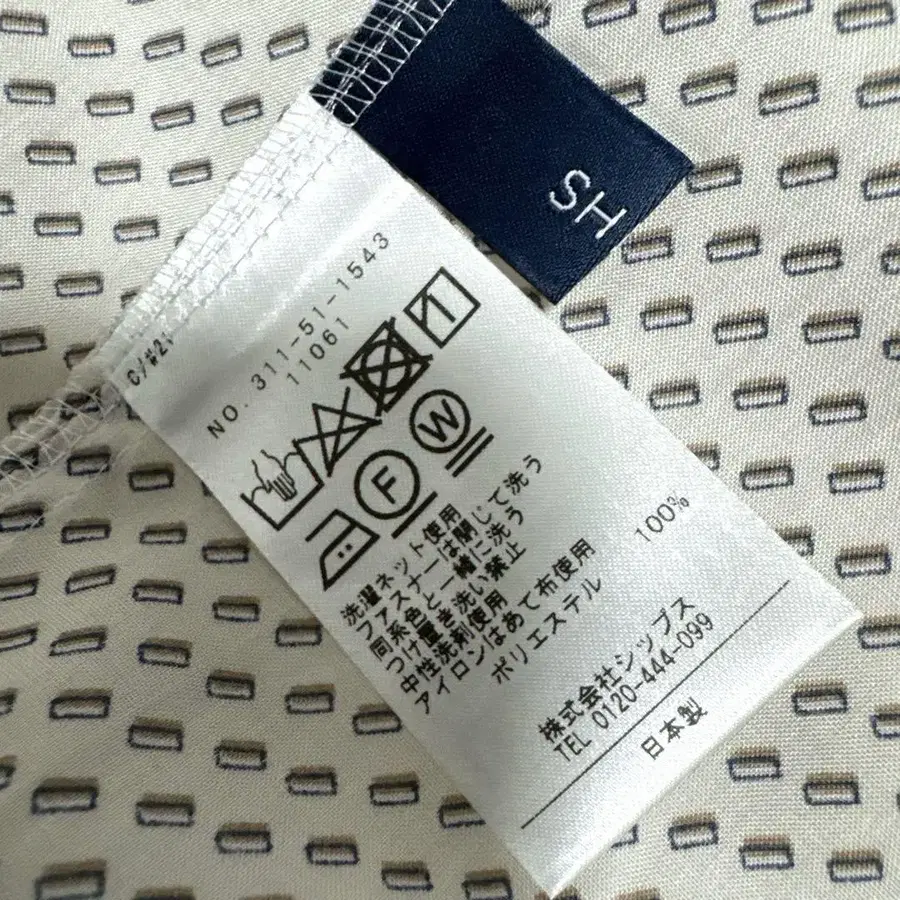 SH
C/#21
NO. 311-51-1543
11061
W
F
洗濯ネット使用
ファスナーは閉じて洗う
同系色と一緒に洗う
つけ置き洗い禁止
中性洗剤使用
アイロンはあて布使用
ポリエステル 100%
株式会社シップス
TEL 0120-444-099
日本製